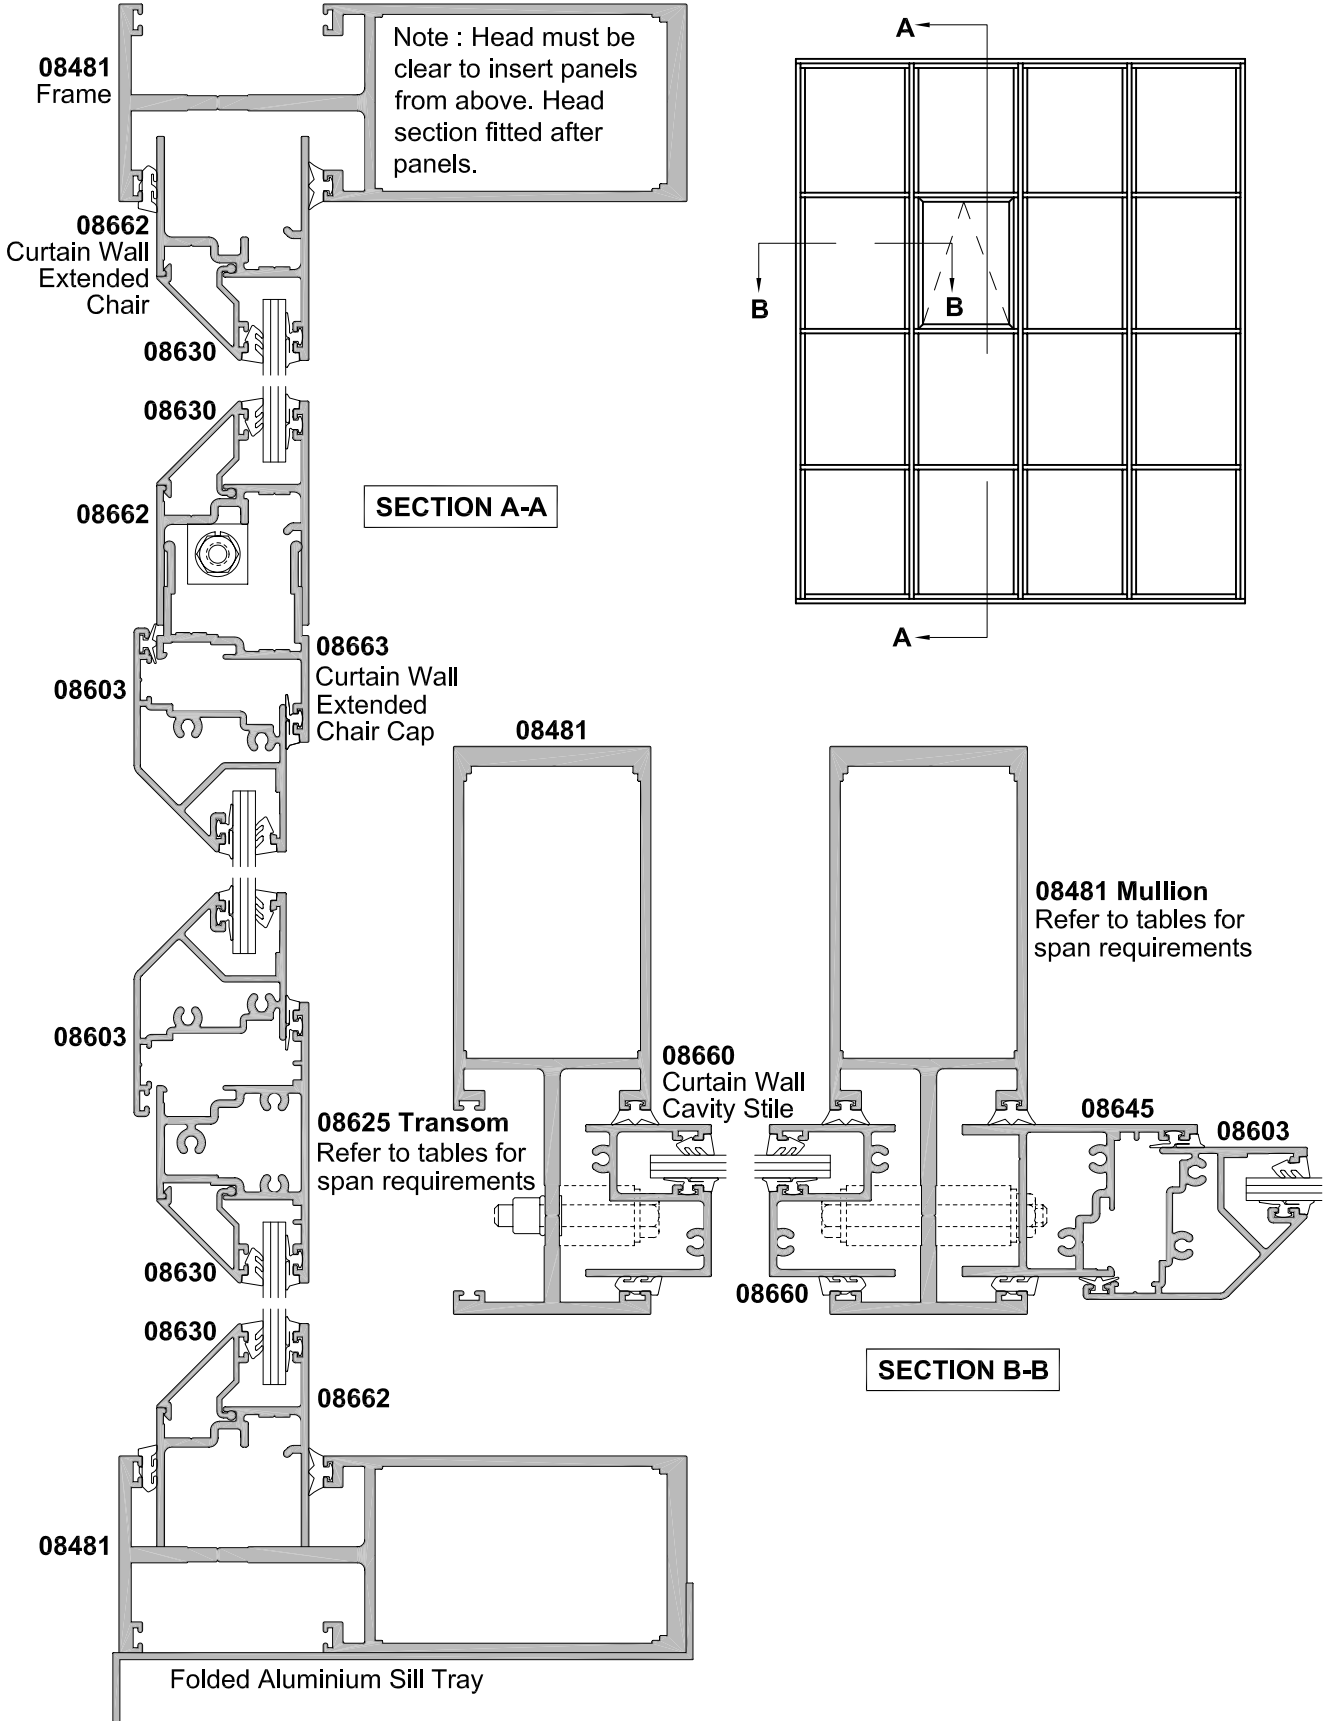 Note : Head must be
clear to insert panels
from above. Head
section fitted after
panels.
08481
Frame
08662
Curtain Wall
Extended
Chair
08630
08630
08662
SECTION A-A
08603
08663
Curtain Wall
Extended
Chair Cap
08603
08625 Transom
Refer to tables for
span requirements
08630
08630
08662
08481
Folded Aluminium Sill Tray
A
B
B
A
08481
08481 Mullion
Refer to tables for
span requirements
08660
Curtain Wall
Cavity Stile
08645
08603
08660
SECTION B-B